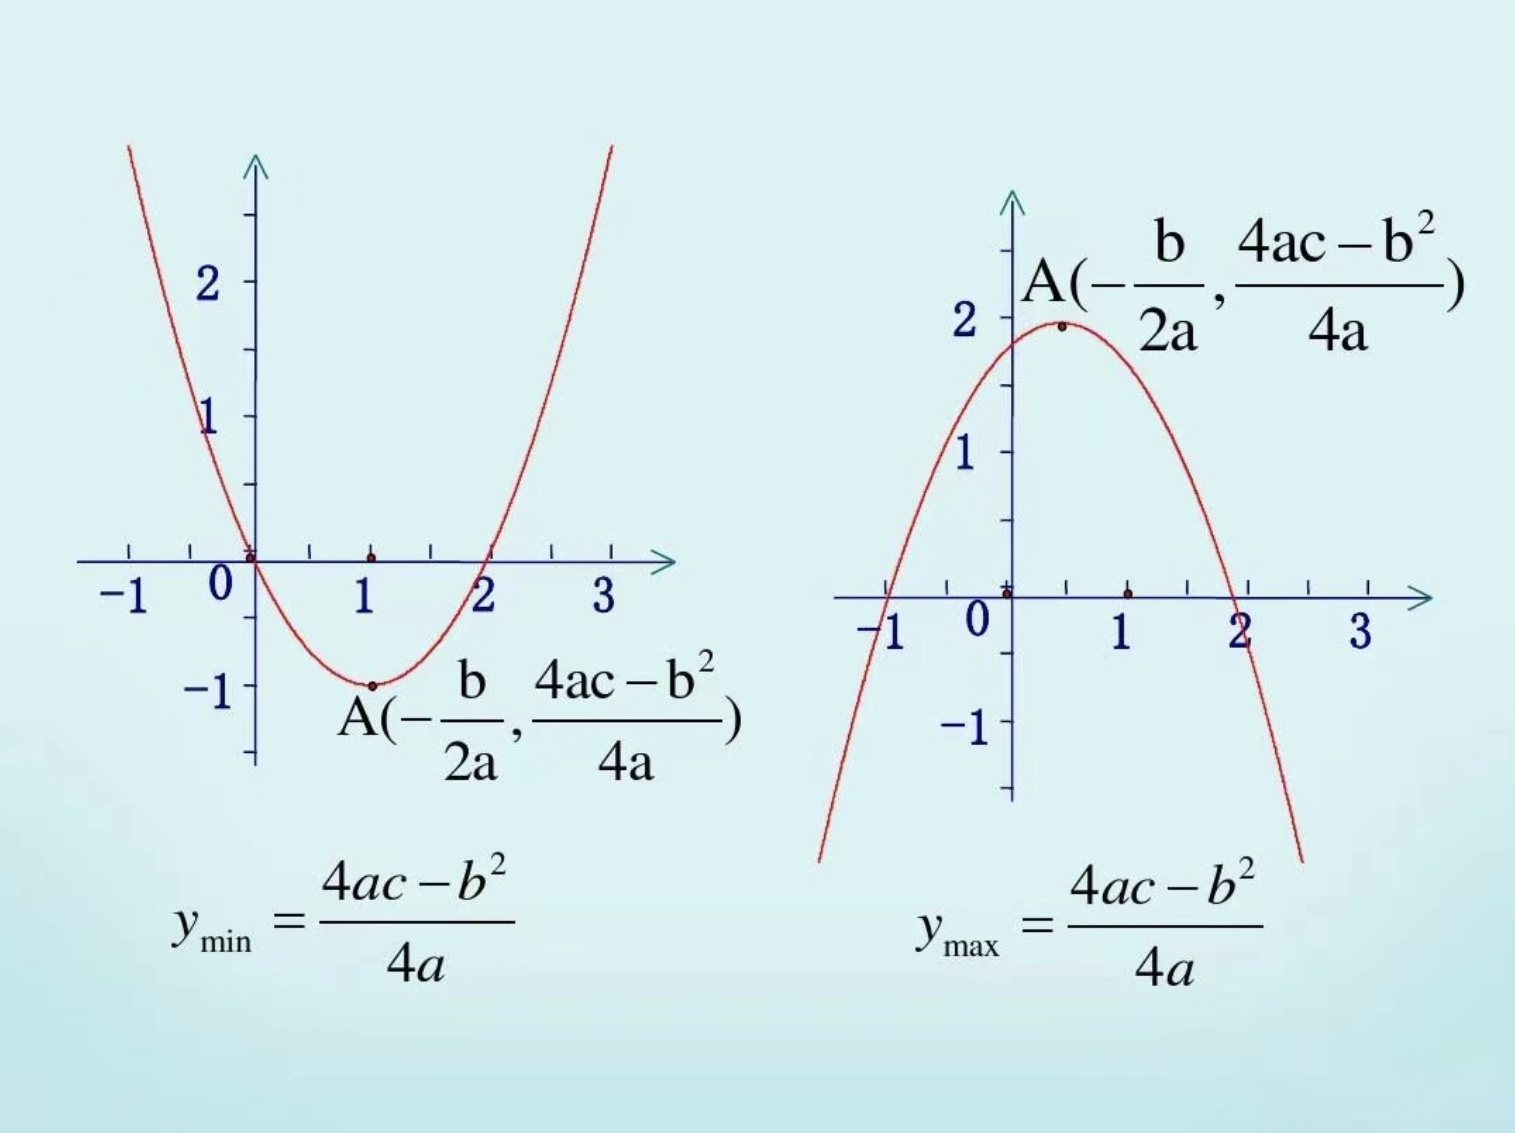 2
1
-1 0 1 2 3
-1
A(-b/2a, (4ac-b²)/4a)
y_min = (4ac-b²)/4a
A(-b/2a, (4ac-b²)/4a)
2
1
-1 0 1 2 3
-1
y_max = (4ac-b²)/4a